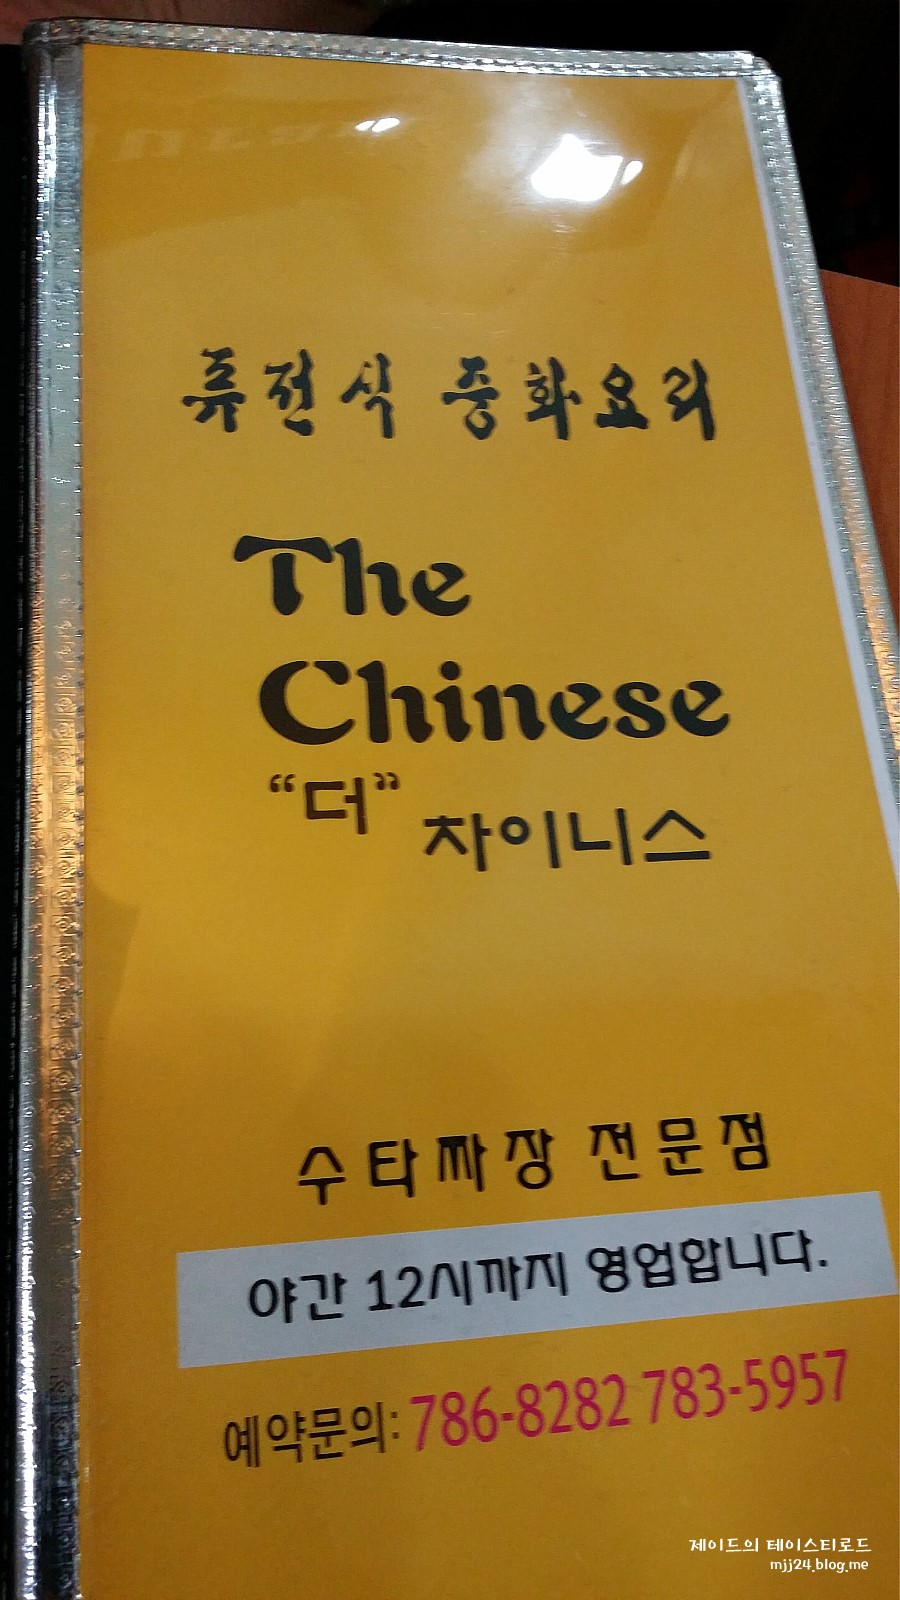 류전식 중화요리
The
Chinese
“더” 차이니스
수타짜장 전문점
야간 12시까지 영업합니다.
예약문의: 786-8282 783-5957
제이드의 테이스티로드
mjj24.blog.me